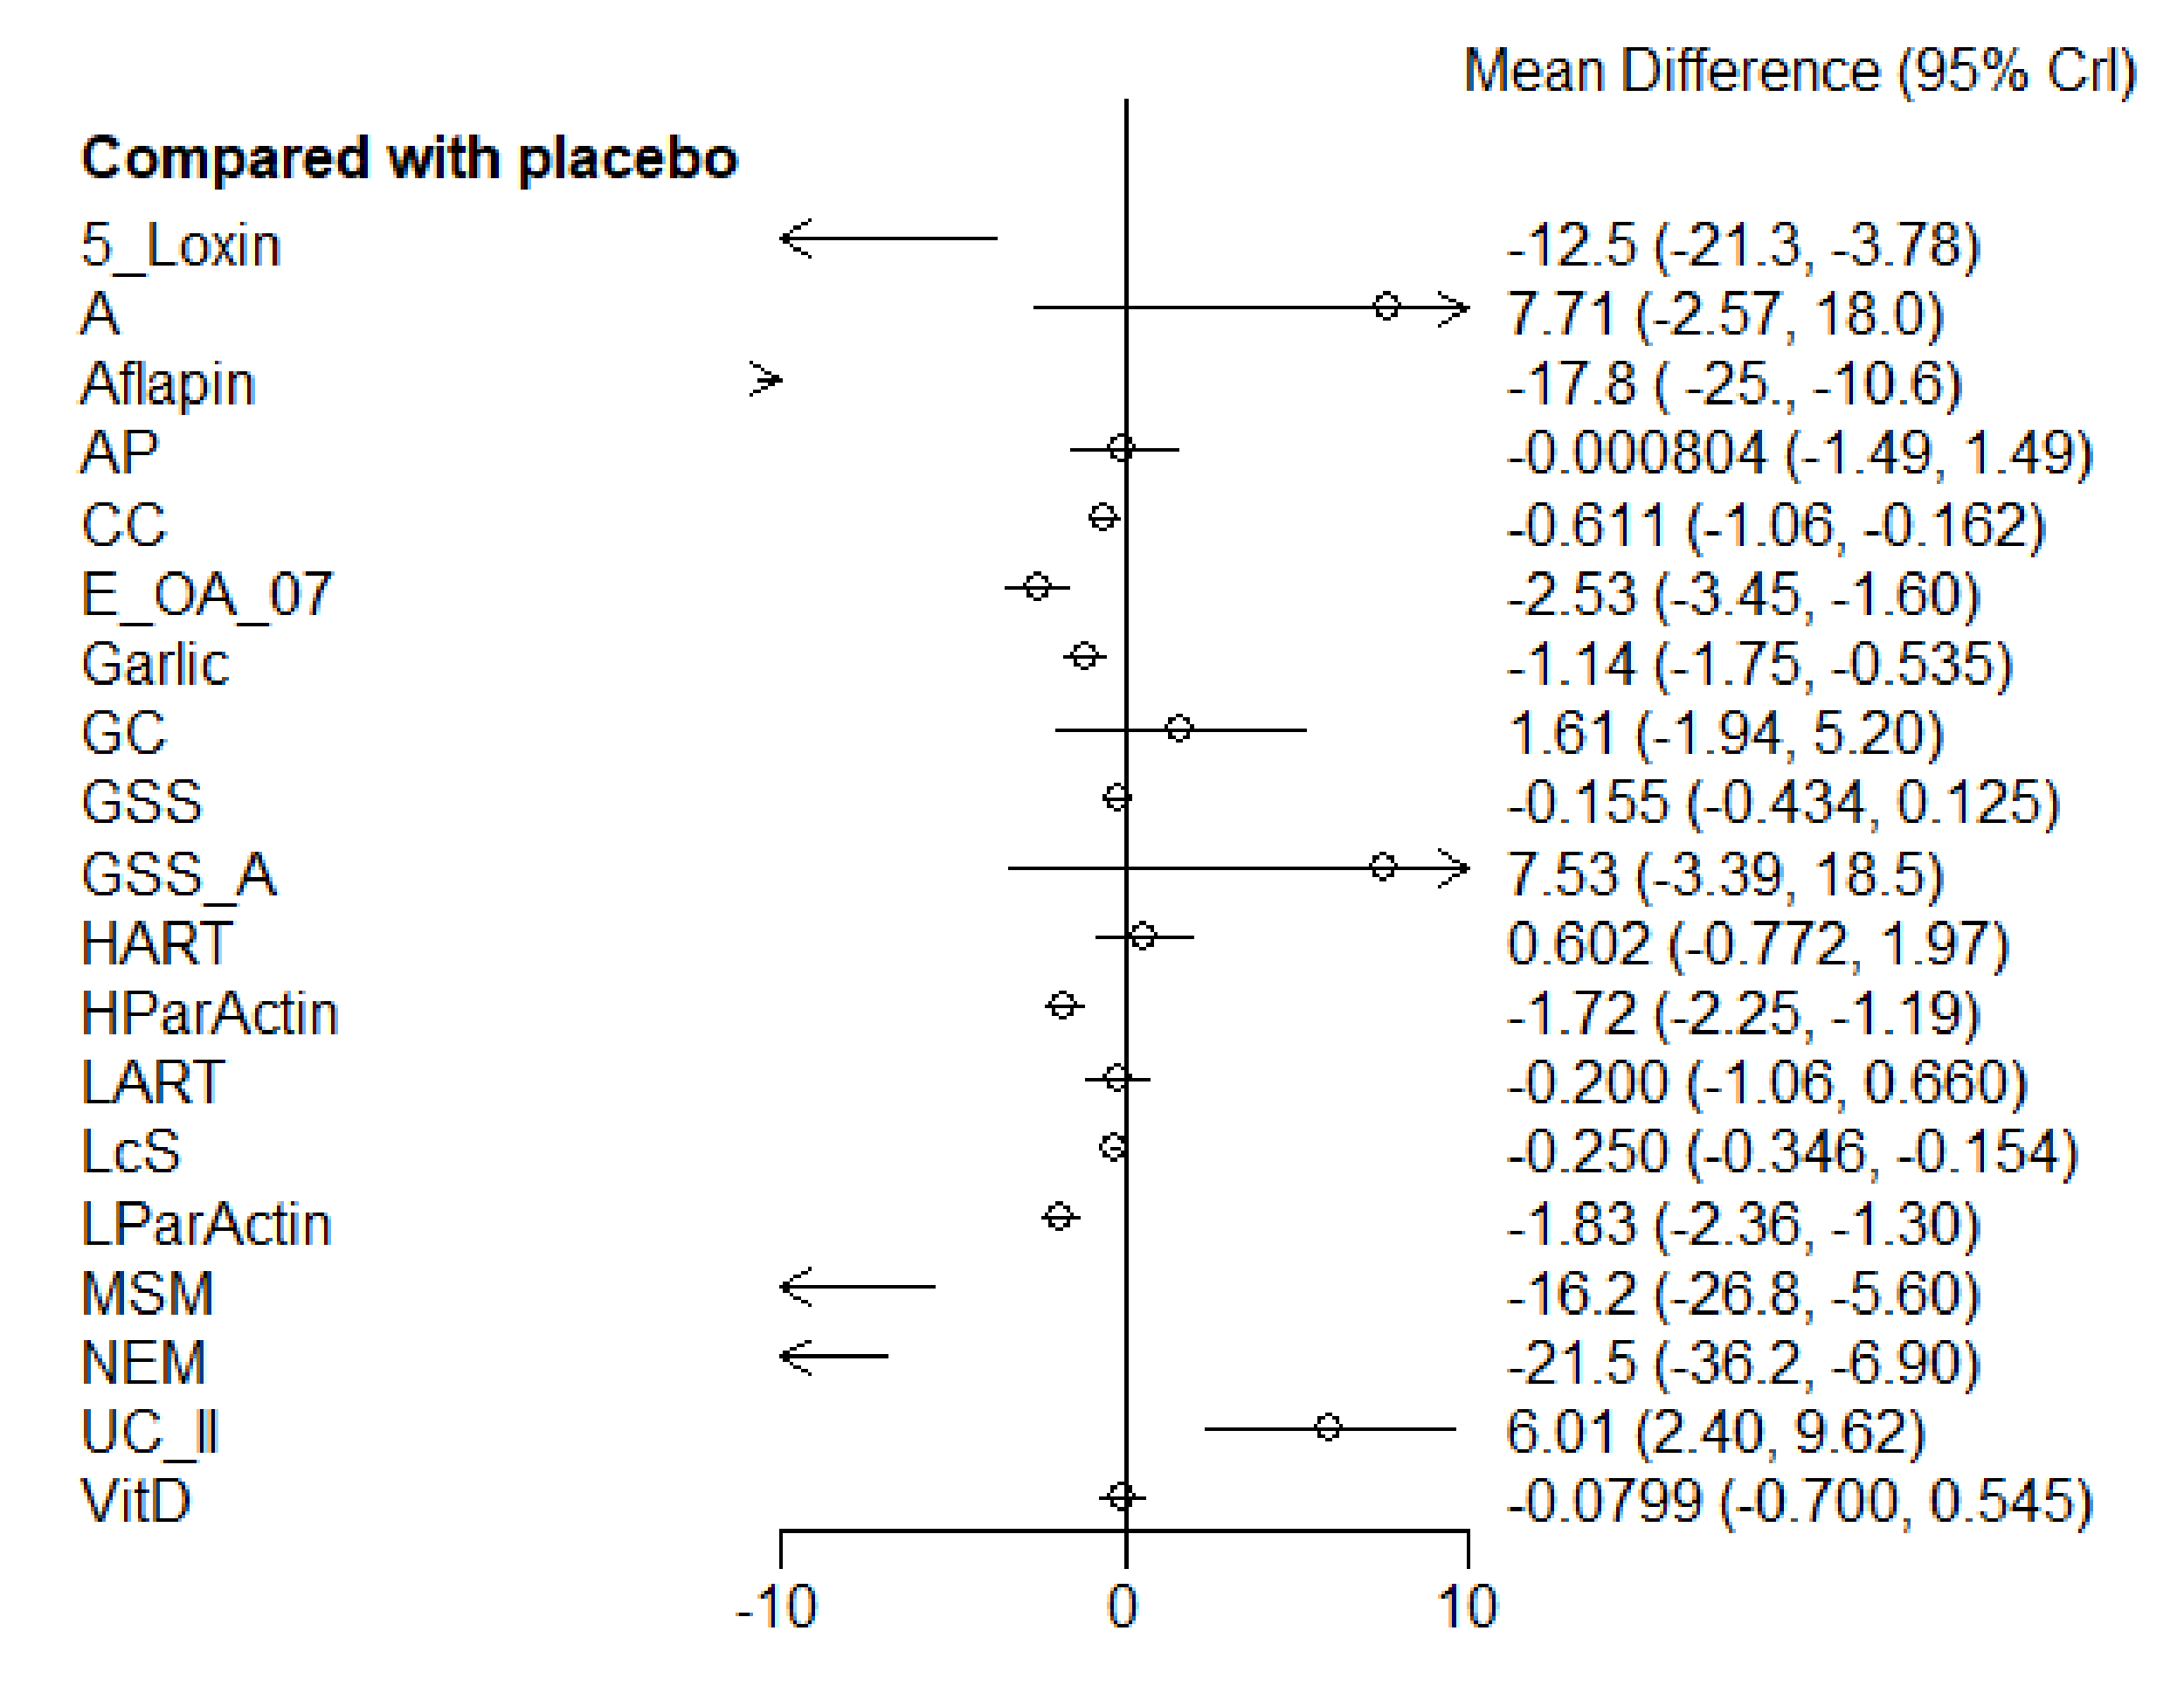 Mean Difference (95% CrI)
Compared with placebo
5_Loxin -12.5 (-21.3, -3.78)
A 7.71 (-2.57, 18.0)
Aflapin -17.8 ( -25., -10.6)
AP -0.000804 (-1.49, 1.49)
CC -0.611 (-1.06, -0.162)
E_OA_07 -2.53 (-3.45, -1.60)
Garlic -1.14 (-1.75, -0.535)
GC 1.61 (-1.94, 5.20)
GSS -0.155 (-0.434, 0.125)
GSS_A 7.53 (-3.39, 18.5)
HART 0.602 (-0.772, 1.97)
HParActin -1.72 (-2.25, -1.19)
LART -0.200 (-1.06, 0.660)
LcS -0.250 (-0.346, -0.154)
LParActin -1.83 (-2.36, -1.30)
MSM -16.2 (-26.8, -5.60)
NEM -21.5 (-36.2, -6.90)
UC_II 6.01 (2.40, 9.62)
VitD -0.0799 (-0.700, 0.545)
-10 0 10